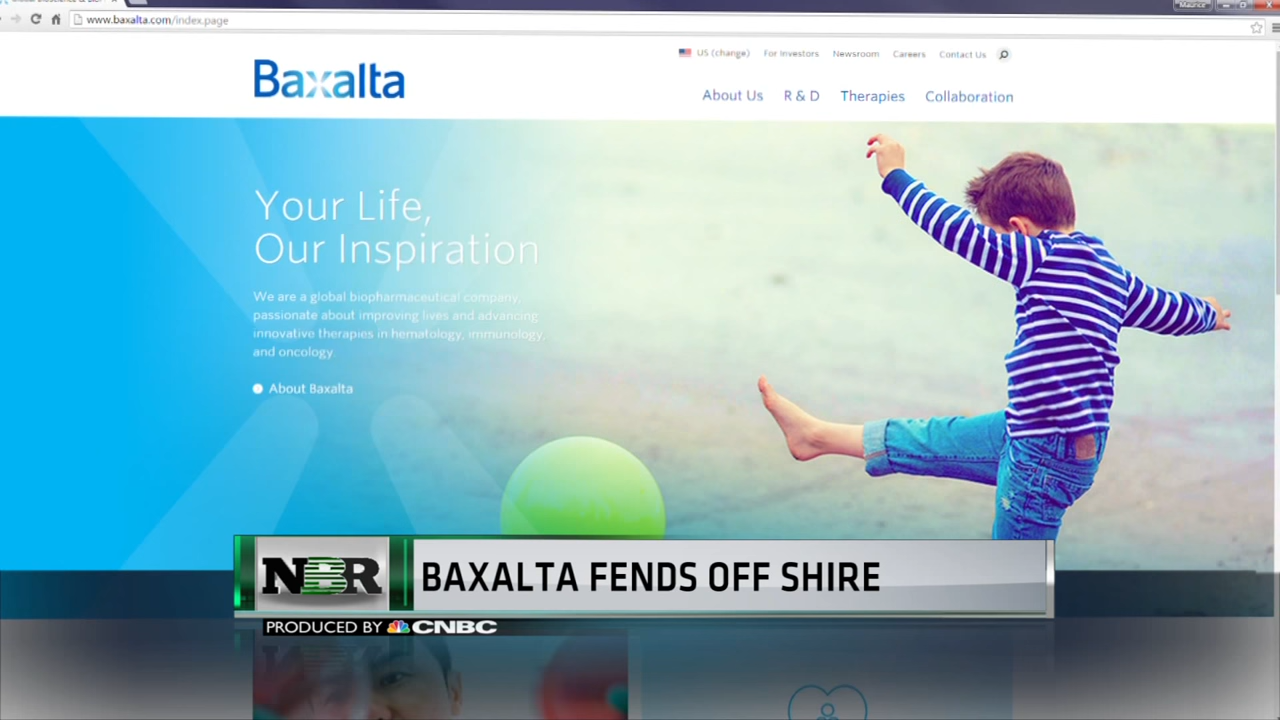 Maurice
www.baxalta.com/index.page
US (change) For Investors Newsroom Careers Contact Us
Baxalta
About Us R & D Therapies Collaboration
Your Life,
Our Inspiration
We are a global biopharmaceutical company,
passionate about improving lives and advancing
innovative therapies in hematology, immunology,
and oncology.
About Baxalta
NBR
BAXALTA FENDS OFF SHIRE
PRODUCED BY CNBC